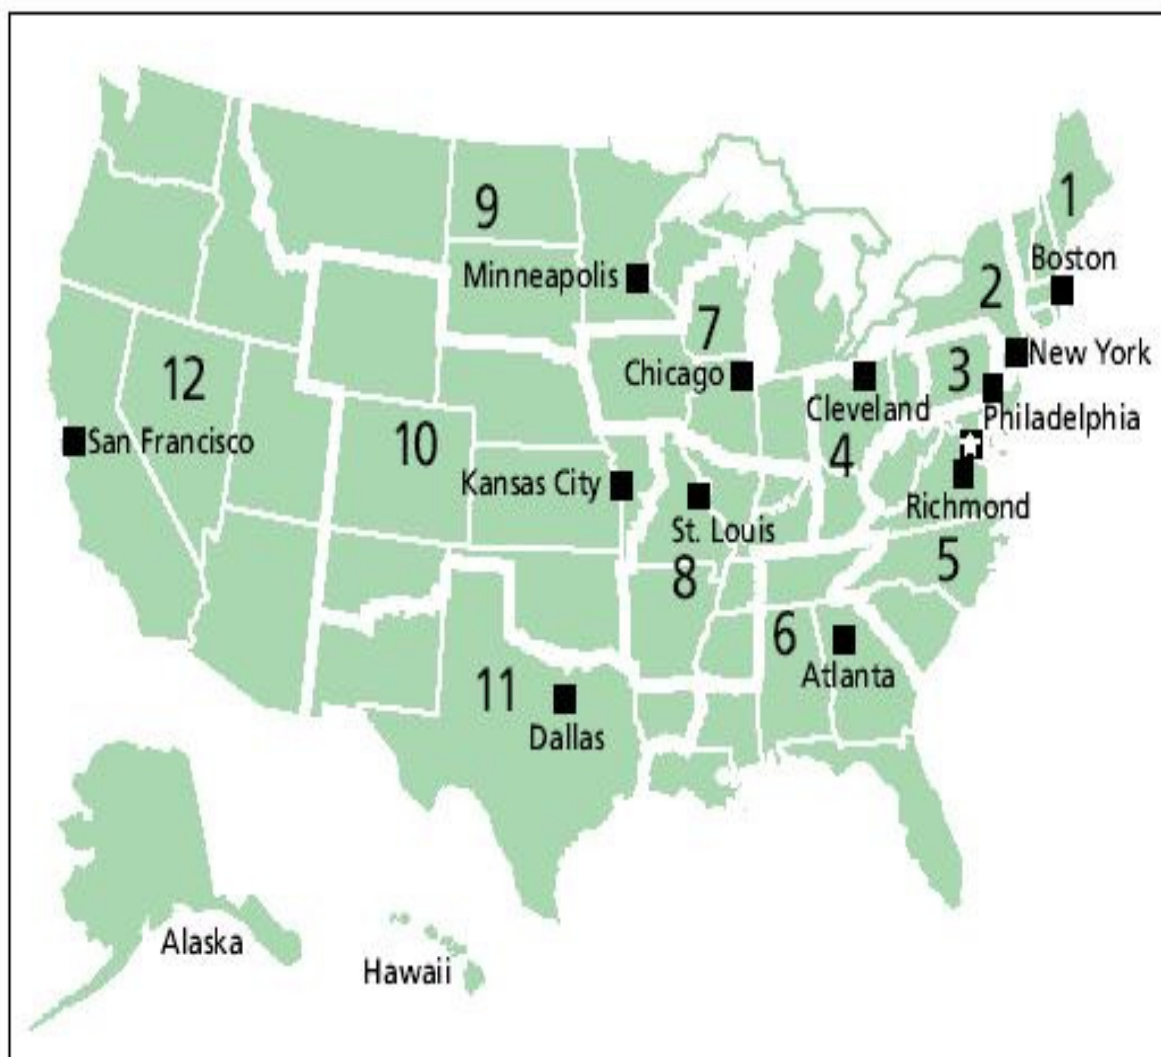 1
9
Boston
Minneapolis
2
7
New York
3
Chicago
12
Cleveland
Philadelphia
10
San Francisco
4
Kansas City
Richmond
St. Louis
5
8
6
Atlanta
11
Dallas
Alaska
Hawaii